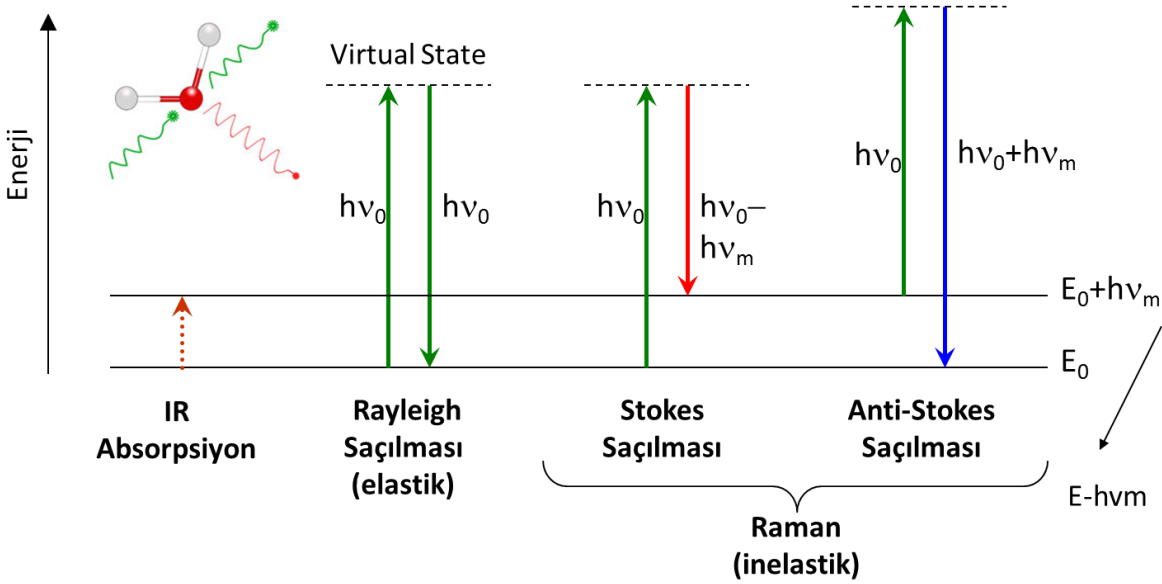 Enerji
Virtual State
hν₀
hν₀
hν₀
hν₀–
hνₘ
hν₀
hν₀+hνₘ
E₀+hνₘ
E₀
IR
Absorpsiyon
Rayleigh
Saçılması
(elastik)
Stokes
Saçılması
Anti-Stokes
Saçılması
E-hvm
Raman
(inelastik)